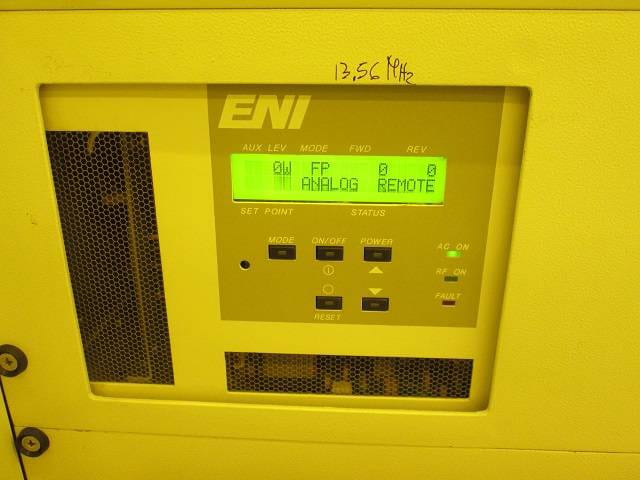 13.56 MHz
ENI
AUX LEV MODE FWD REV
0W FP 0 0
ANALOG REMOTE
SET POINT STATUS
MODE ON/OFF POWER
AC ON
RF ON
FAULT
RESET